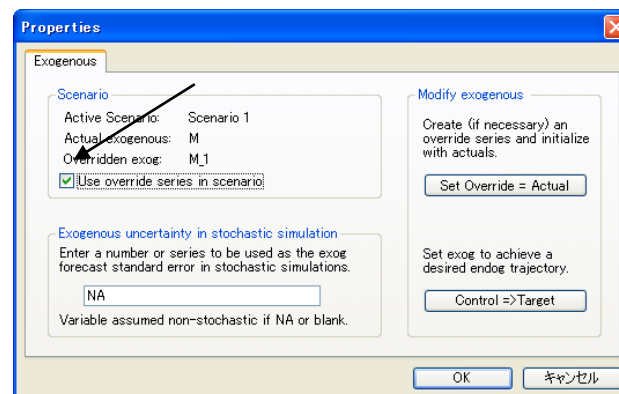 Properties
Exogenous
Scenario
Active Scenario: Scenario 1
Actual exogenous: M
Overridden exog: M_1
Use override series in scenario
Exogenous uncertainty in stochastic simulation
Enter a number or series to be used as the exog
forecast standard error in stochastic simulations.
NA
Variable assumed non-stochastic if NA or blank.
Modify exogenous
Create (if necessary) an
override series and initialize
with actuals.
Set Override = Actual
Set exog to achieve a
desired endog trajectory.
Control =>Target
OK
キャンセル